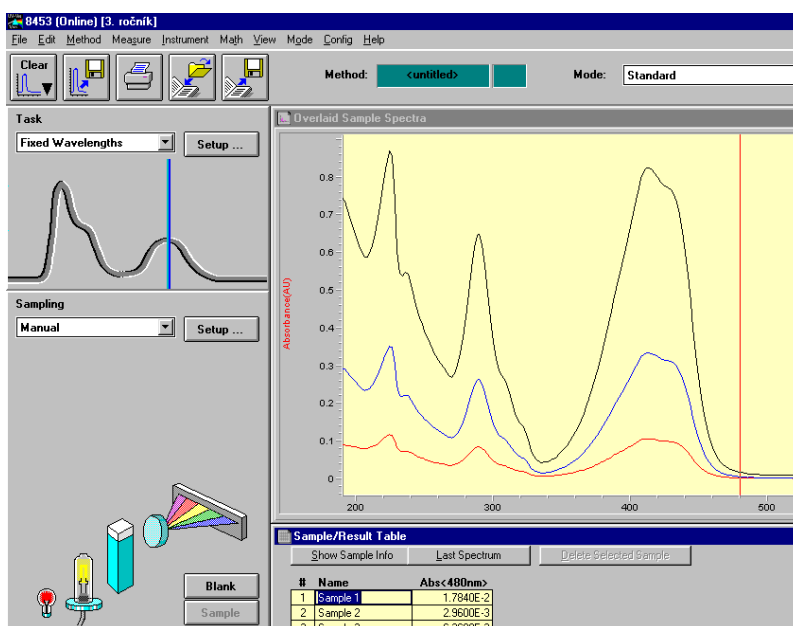 8453 (Online) [3. ročník]
File Edit Method Measure Instrument Math View Mode Config Help
Clear
Method: <untitled> Mode: Standard
Task
Fixed Wavelengths Setup ...
Overlaid Sample Spectra
Absorbance(AU)
0.8
0.7
0.6
0.5
0.4
0.3
0.2
0.1
0
200 300 400 500
Sampling
Manual Setup ...
Blank
Sample
Sample/Result Table
Show Sample Info Last Spectrum Delete Selected Sample
# Name Abs<480nm>
1 Sample 1 1.7840E-2
2 Sample 2 2.9600E-3